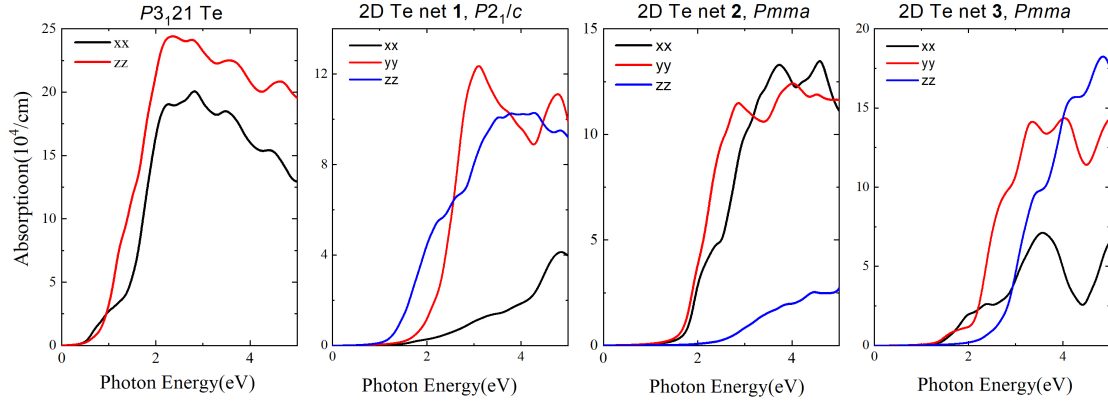 P3₁21 Te
2D Te net 1, P2₁/c
2D Te net 2, Pmma
2D Te net 3, Pmma
Absorptioon(10⁴/cm)
25
20
15
10
5
0
xx
zz
0 2 4
Photon Energy(eV)
12
8
4
0
xx
yy
zz
2 4
Photon Energy(eV)
15
10
5
0
xx
yy
zz
0 2 4
Photon Energy(eV)
20
15
10
5
0
xx
yy
zz
0 2 4
Photon Energy(eV)